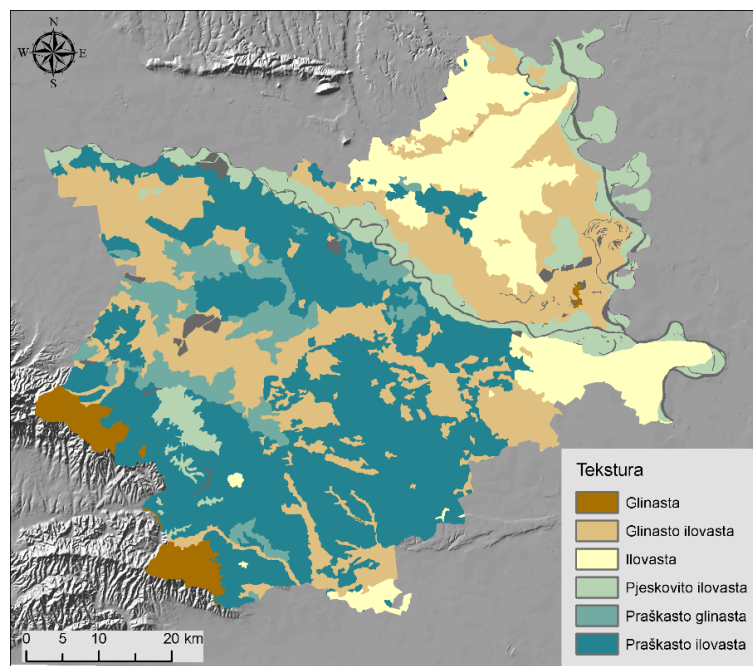 N
W E
S
Tekstura
Glinasta
Glinasto ilovasta
Ilovasta
Pjeskovito ilovasta
Praškasto glinasta
Praškasto ilovasta
0 5 10 20 km